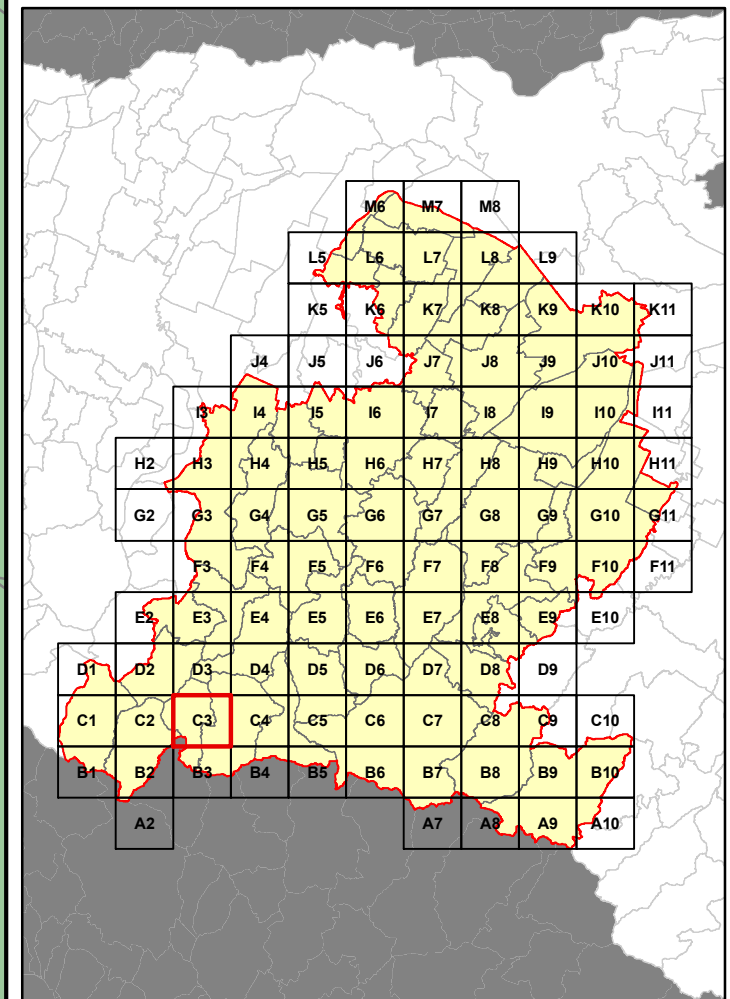 M6 M7 M8
L5 L6 L7 L8 L9
K5 K6 K7 K8 K9 K10 K11
J4 J5 J6 J7 J8 J9 J10 J11
I3 I4 I5 I6 I7 I8 I9 I10 I11
H2 H3 H4 H5 H6 H7 H8 H9 H10 H11
G2 G3 G4 G5 G6 G7 G8 G9 G10 G11
F3 F4 F5 F6 F7 F8 F9 F10 F11
E2 E3 E4 E5 E6 E7 E8 E9 E10
D1 D2 D3 D4 D5 D6 D7 D8 D9
C1 C2 C3 C4 C5 C6 C7 C8 C9 C10
B1 B2 B3 B4 B5 B6 B7 B8 B9 B10
A2 A7 A8 A9 A10